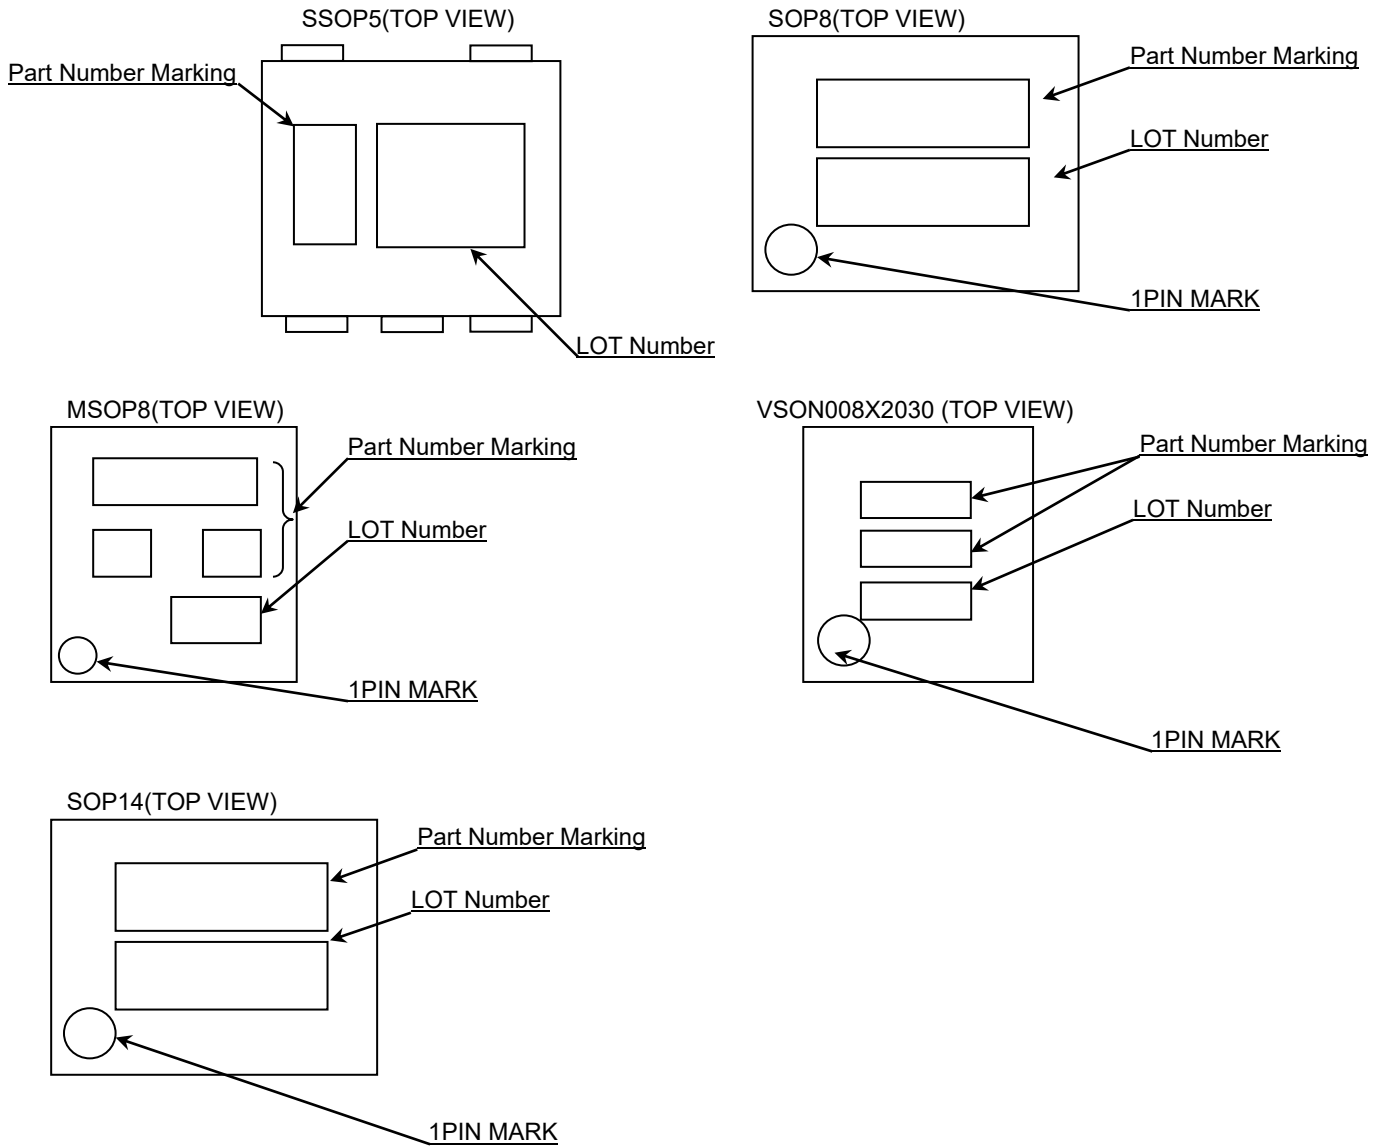 SSOP5(TOP VIEW)
Part Number Marking
LOT Number
SOP8(TOP VIEW)
Part Number Marking
LOT Number
1PIN MARK
MSOP8(TOP VIEW)
Part Number Marking
LOT Number
1PIN MARK
VSON008X2030 (TOP VIEW)
Part Number Marking
LOT Number
1PIN MARK
SOP14(TOP VIEW)
Part Number Marking
LOT Number
1PIN MARK